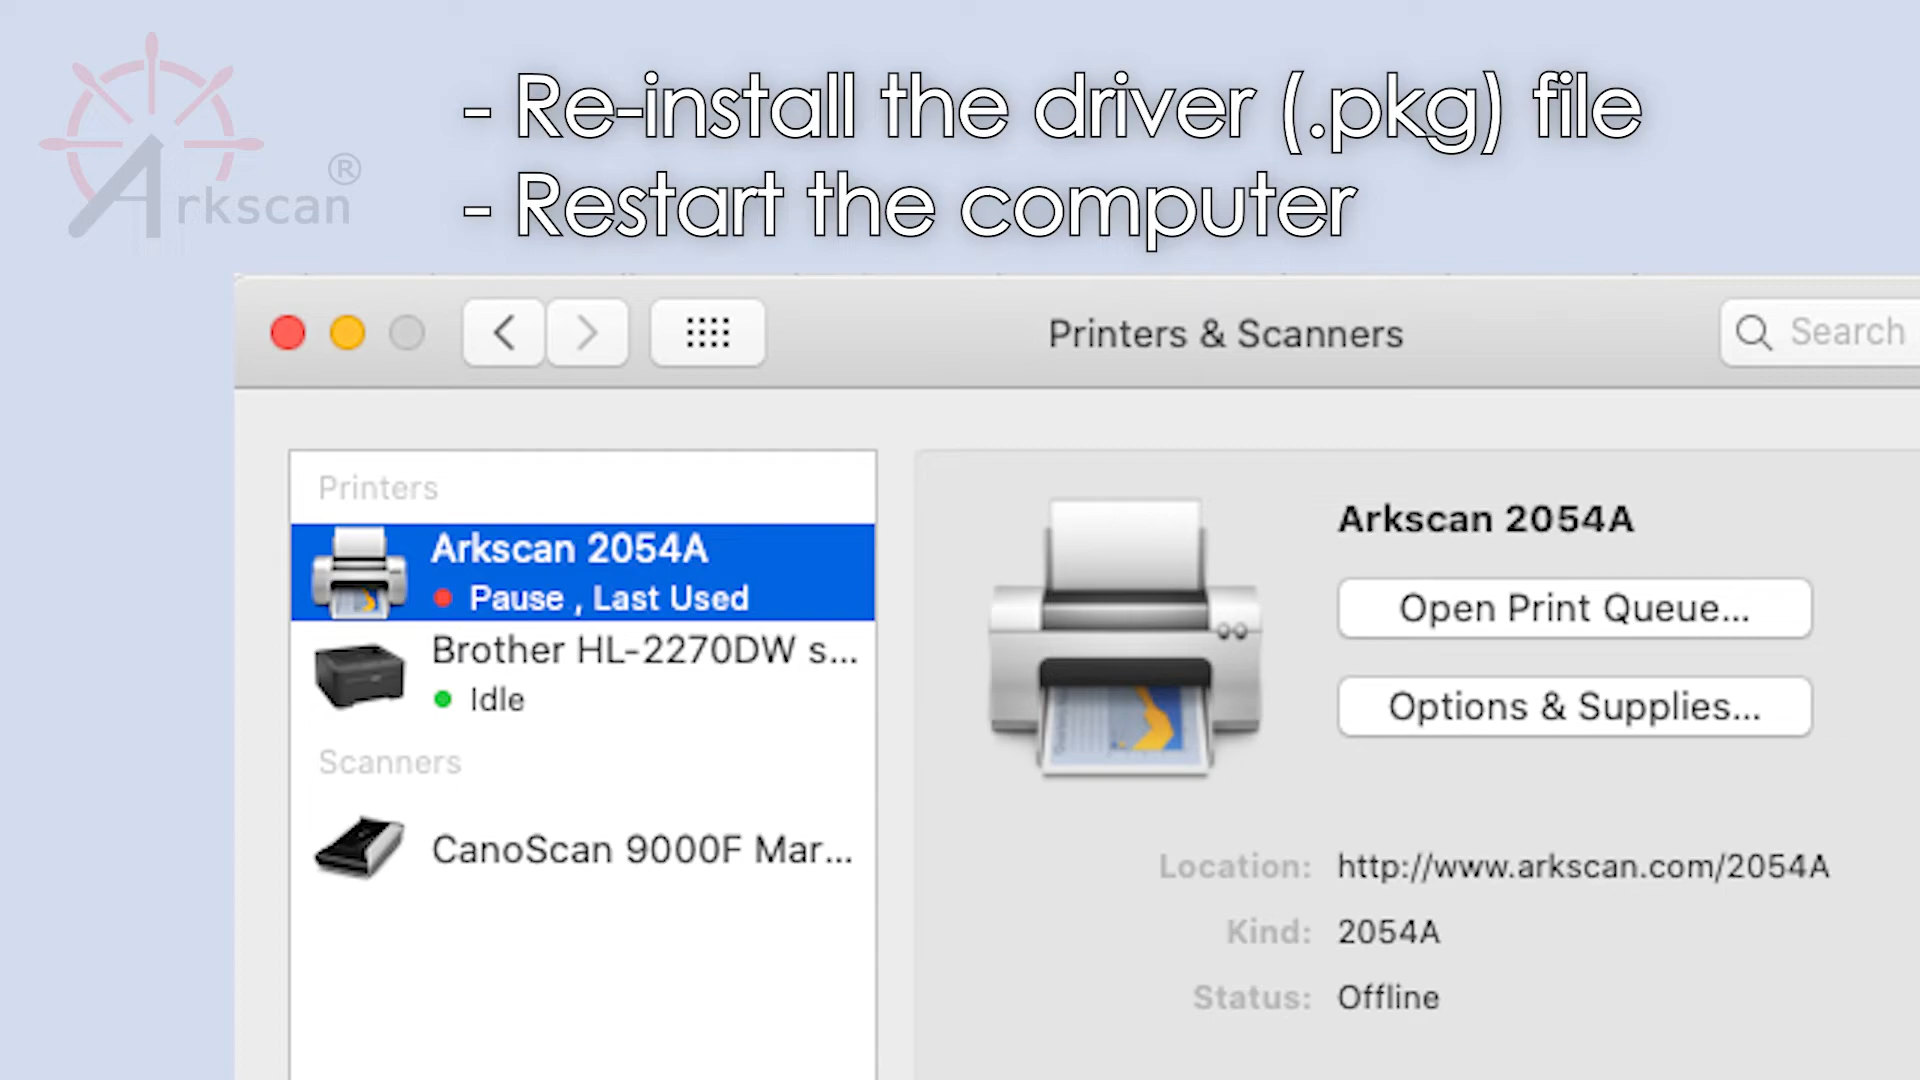 - Re-install the driver (.pkg) file
- Restart the computer
Arkscan®
Printers & Scanners
Search
Printers
Arkscan 2054A
Pause , Last Used
Brother HL-2270DW s...
Idle
Scanners
CanoScan 9000F Mar...
Arkscan 2054A
Open Print Queue...
Options & Supplies...
Location: http://www.arkscan.com/2054A
Kind: 2054A
Status: Offline